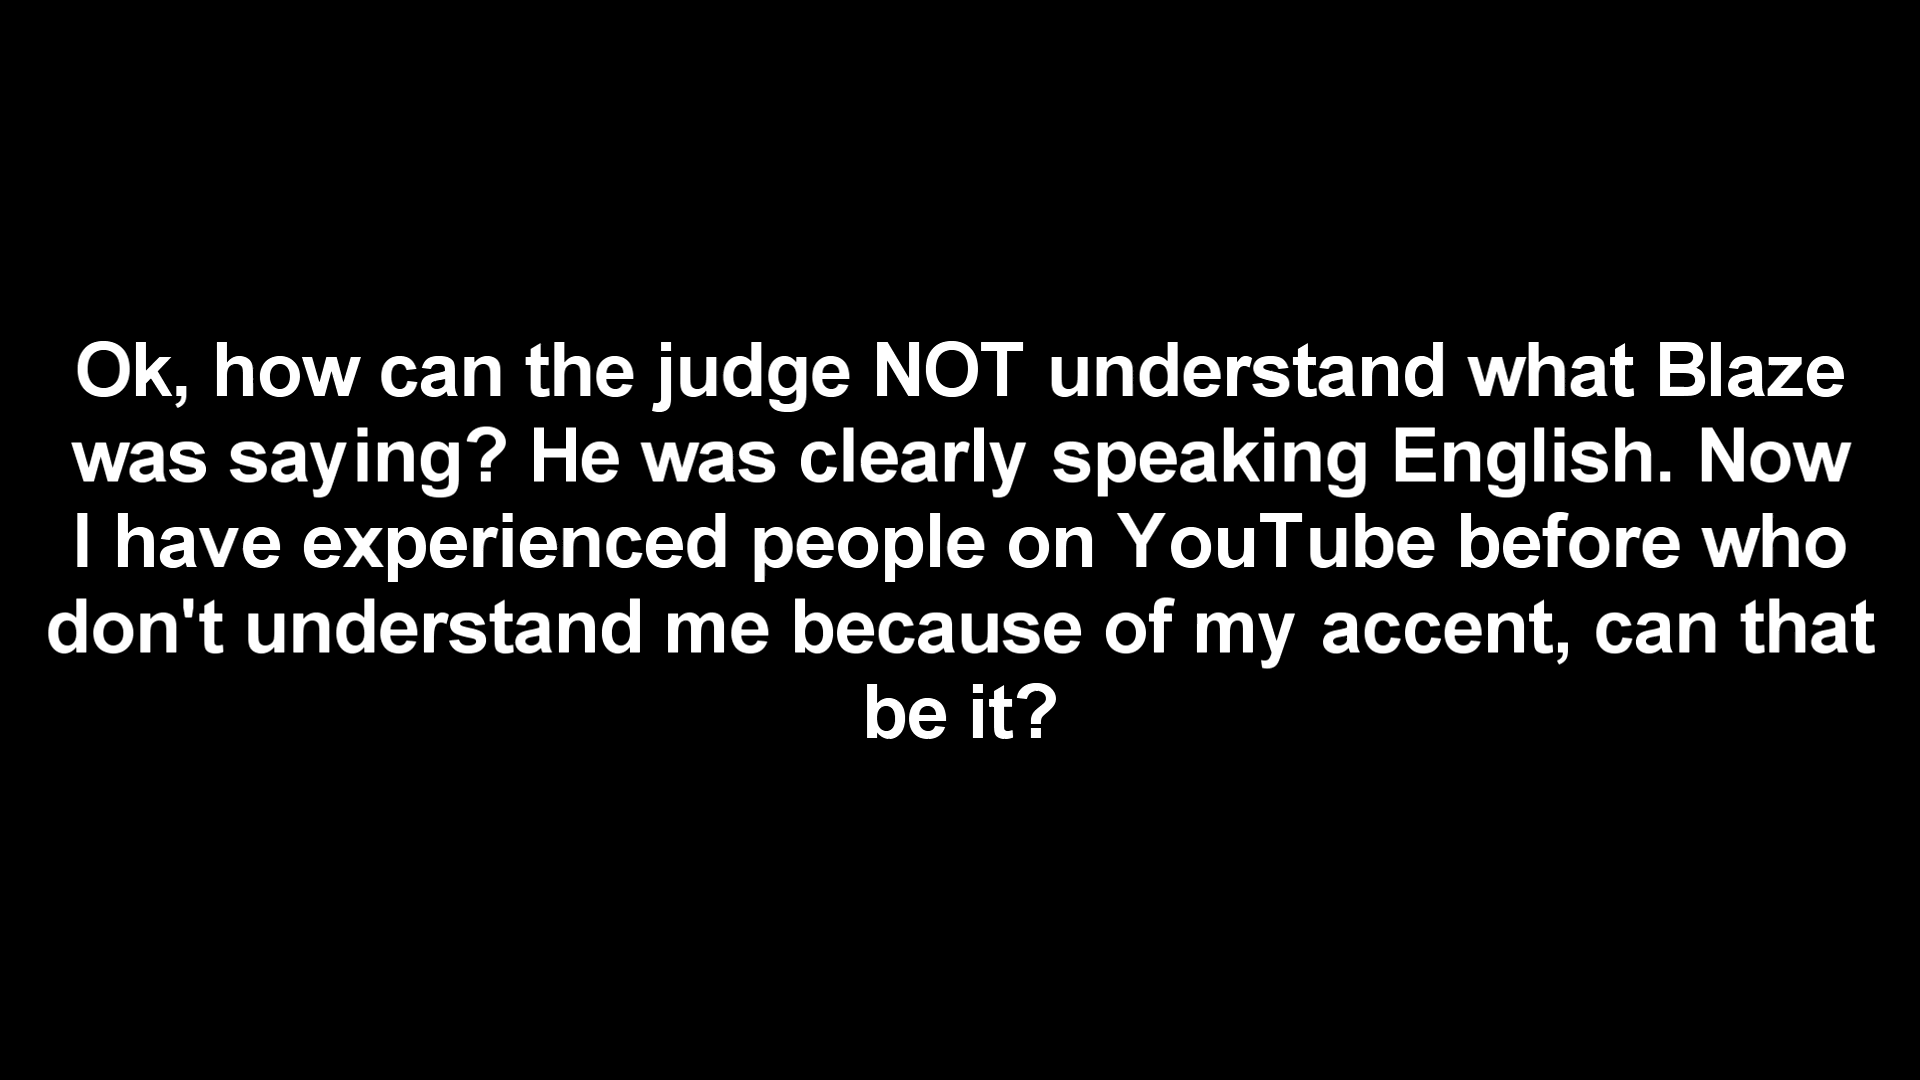 Ok, how can the judge NOT understand what Blaze
was saying? He was clearly speaking English. Now
I have experienced people on YouTube before who
don't understand me because of my accent, can that
be it?